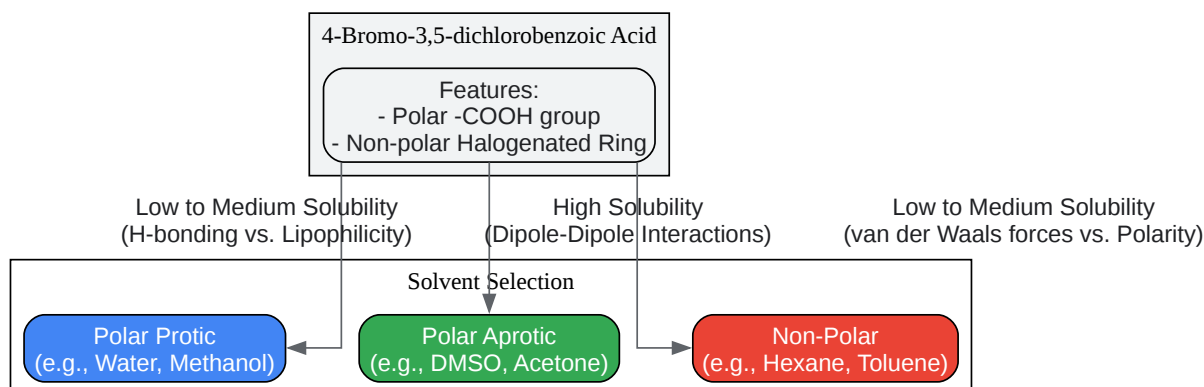 4-Bromo-3,5-dichlorobenzoic Acid
Features:
- Polar -COOH group
- Non-polar Halogenated Ring
Low to Medium Solubility
(H-bonding vs. Lipophilicity)
High Solubility
(Dipole-Dipole Interactions)
Low to Medium Solubility
(van der Waals forces vs. Polarity)
Solvent Selection
Polar Protic
(e.g., Water, Methanol)
Polar Aprotic
(e.g., DMSO, Acetone)
Non-Polar
(e.g., Hexane, Toluene)